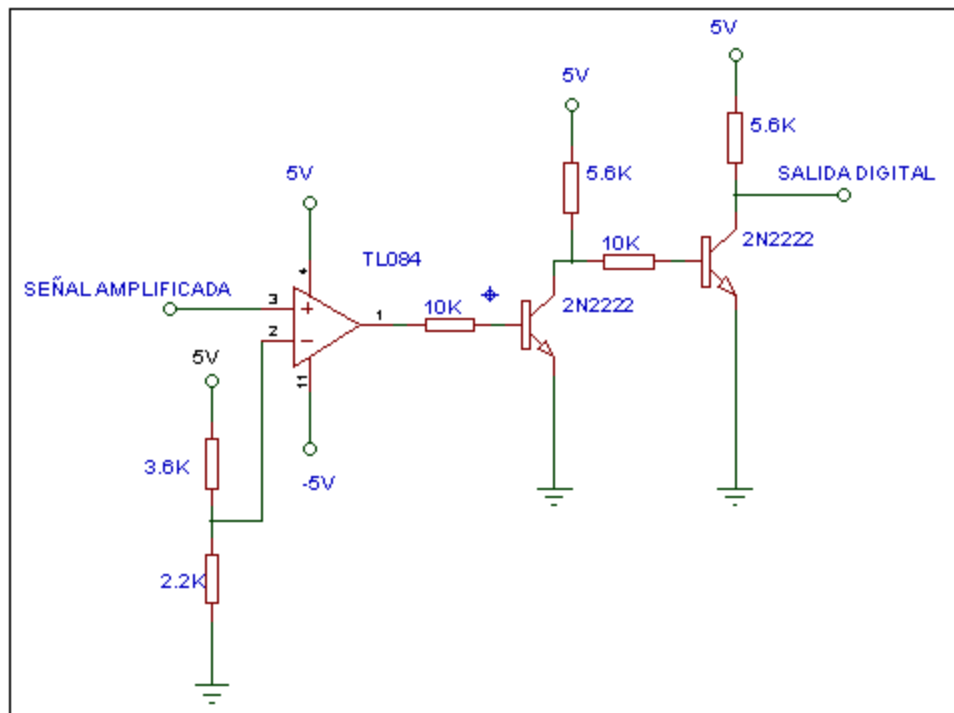 5V
5V
5V
5.6K
5.6K
SALIDA DIGITAL
TL084
10K
2N2222
SEÑAL AMPLIFICADA
4
3
+
1
10K
2N2222
2
-
5V
11
3.6K
-5V
2.2K